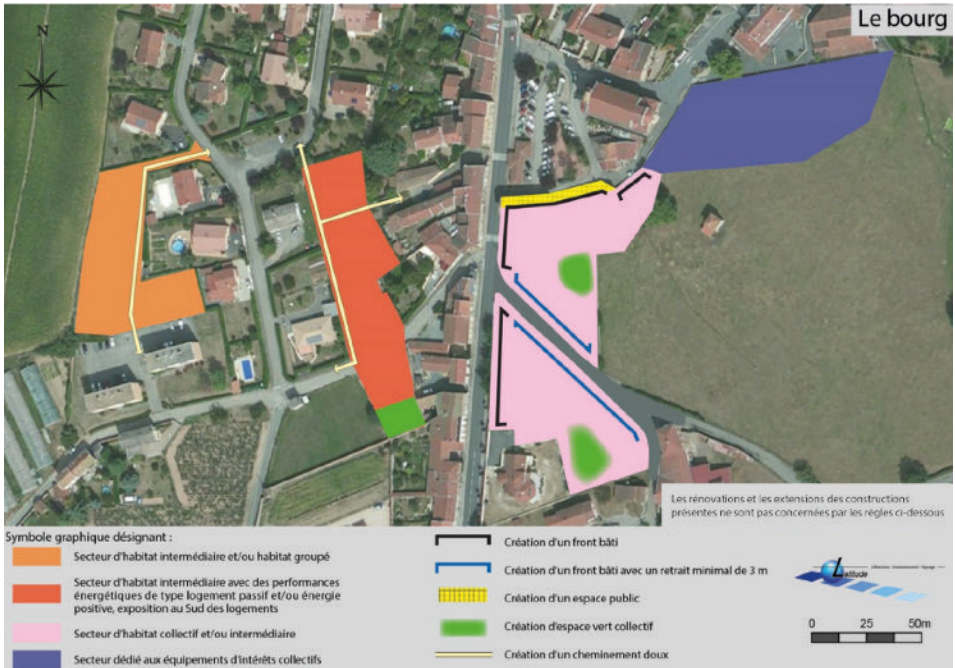 Le bourg
N
Les rénovations et les extensions des constructions
présentes ne sont pas concernées par les règles ci-dessous
Symbole graphique désignant :
Secteur d'habitat intermédiaire et/ou habitat groupé
Secteur d'habitat intermédiaire avec des performances
énergétiques de type logement passif et/ou énergie
positive, exposition au Sud des logements
Secteur d'habitat collectif et/ou intermédiaire
Secteur dédié aux équipements d'intérêts collectifs
Création d'un front bâti
Création d'un front bâti avec un retrait minimal de 3 m
Création d'un espace public
Création d'espace vert collectif
Création d'un cheminement doux
Latitude
0 25 50m